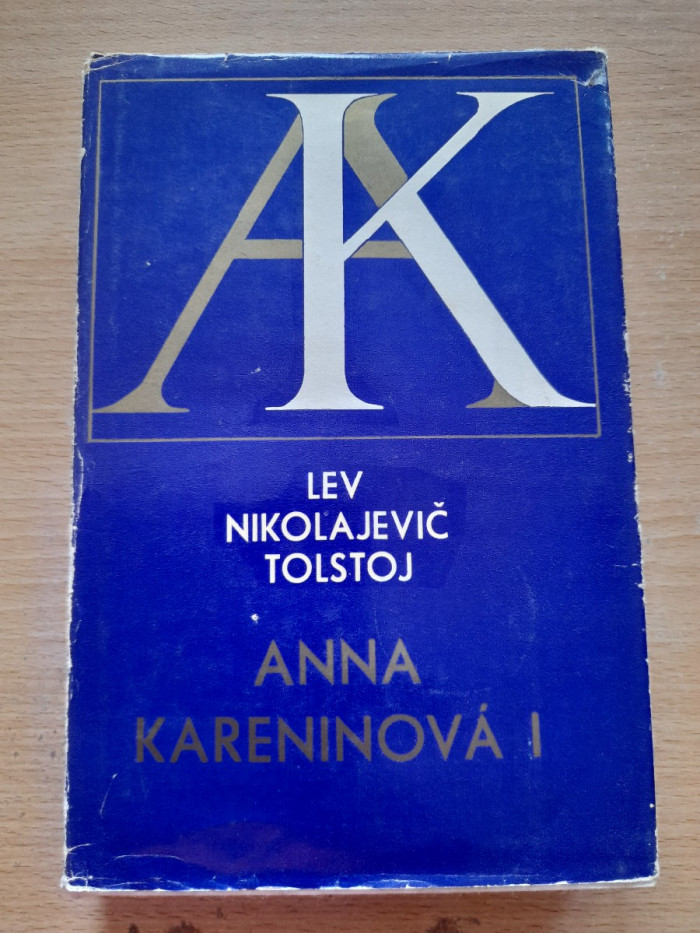 AK
LEV
NIKOLAJEVIČ
TOLSTOJ
ANNA
KARENINOVÁ I